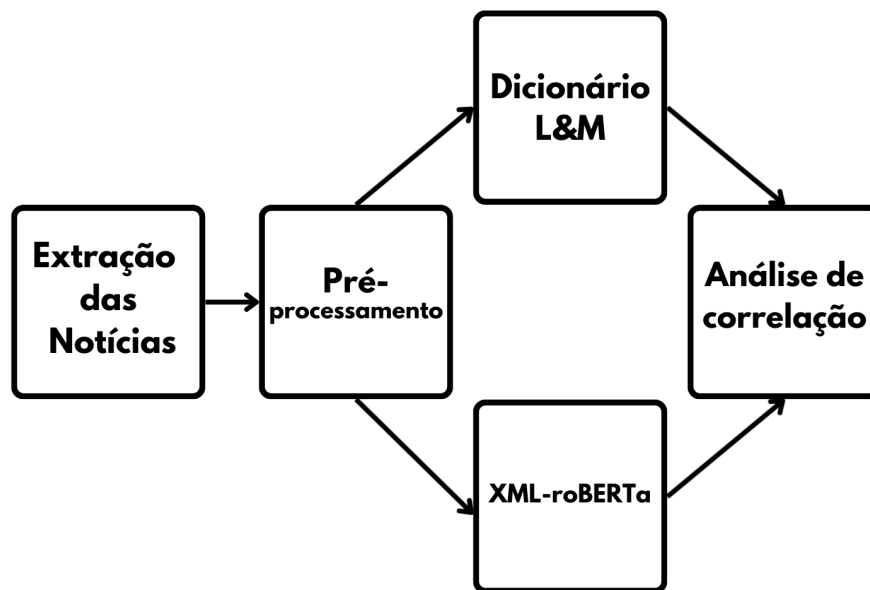 Extração
das
Notícias
Pré-
processamento
Dicionário
L&M
XML-roBERTa
Análise de
correlação